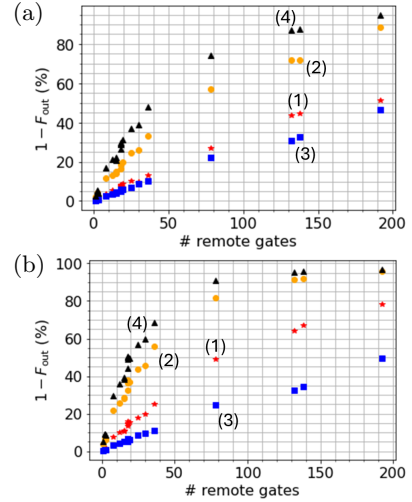 (a)
1 − F_out (%)
80
60
40
20
0
(4)
(2)
(1)
(3)
0 50 100 150 200
# remote gates
(b)
1 − F_out (%)
100
80
60
40
20
0
(4)
(2)
(1)
(3)
0 50 100 150 200
# remote gates